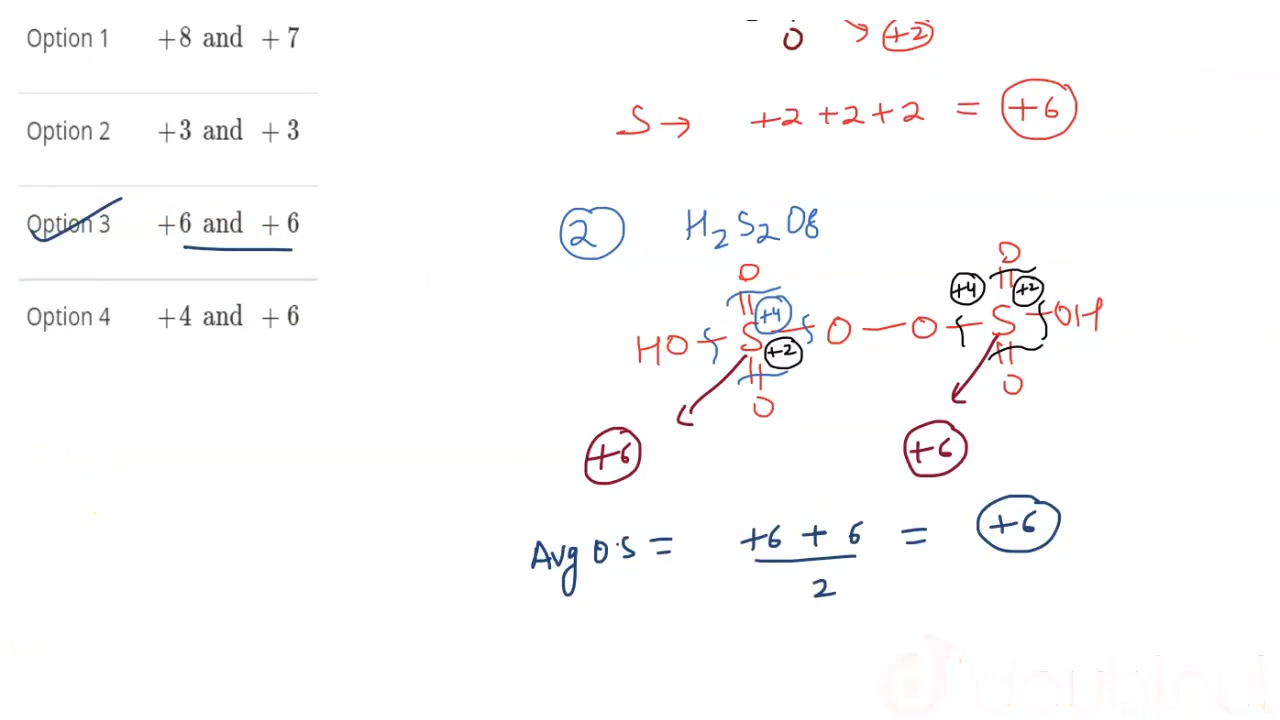 Option 1 +8 and +7
Option 2 +3 and +3
Option 3 +6 and +6
Option 4 +4 and +6
O → +2
S → +2 +2 +2 = +6
2 H2S2O8
O O
+4 +4 +2
HO S O — O S OH
+2
O O
+6 +6
Avg O.S = +6 + 6 = +6
2
doubtnut